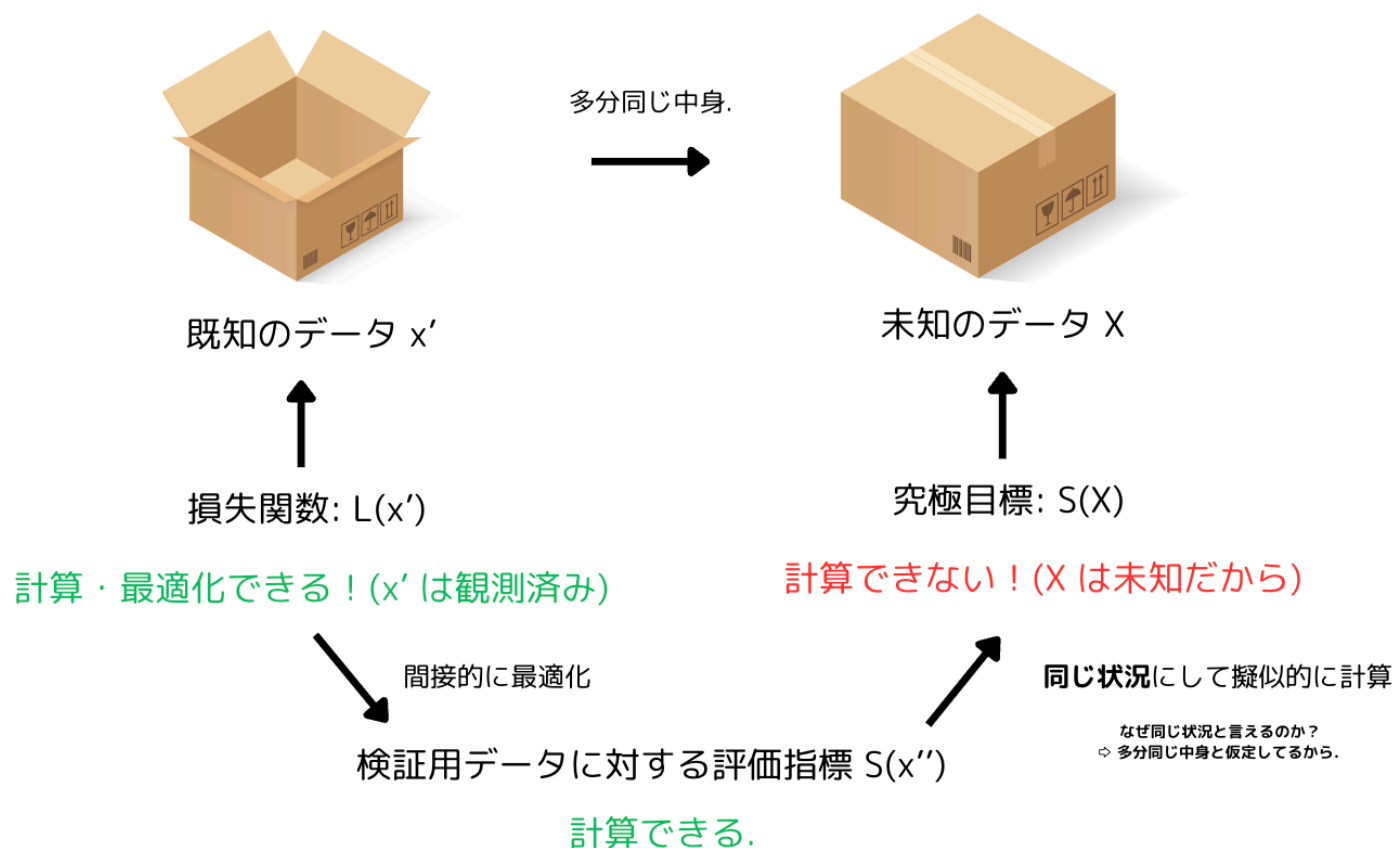 多分同じ中身.
既知のデータ x′
未知のデータ X
損失関数: L(x′)
究極目標: S(X)
計算・最適化できる！(x′ は観測済み)
計算できない！(X は未知だから)
間接的に最適化
同じ状況にして擬似的に計算
なぜ同じ状況と言えるのか？
⇨ 多分同じ中身と仮定してるから.
検証用データに対する評価指標 S(x′′)
計算できる.